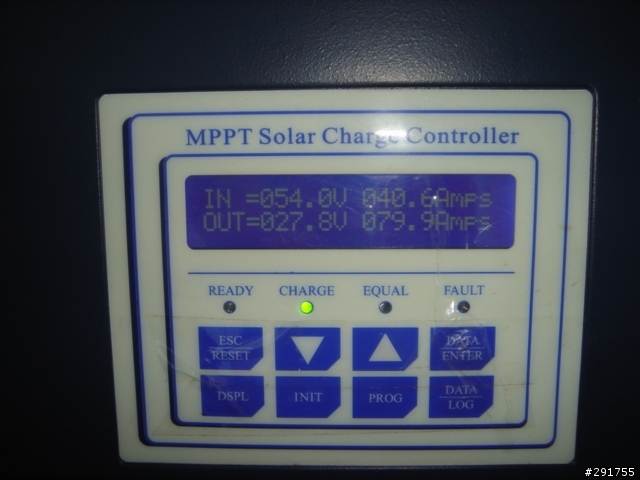 MPPT Solar Charge Controller
IN =054.0V 040.6Amps
OUT=027.8V 079.9Amps
READY CHARGE EQUAL FAULT
ESC
RESET
DATA
ENTER
DSPL INIT PROG
DATA
LOG
#291755